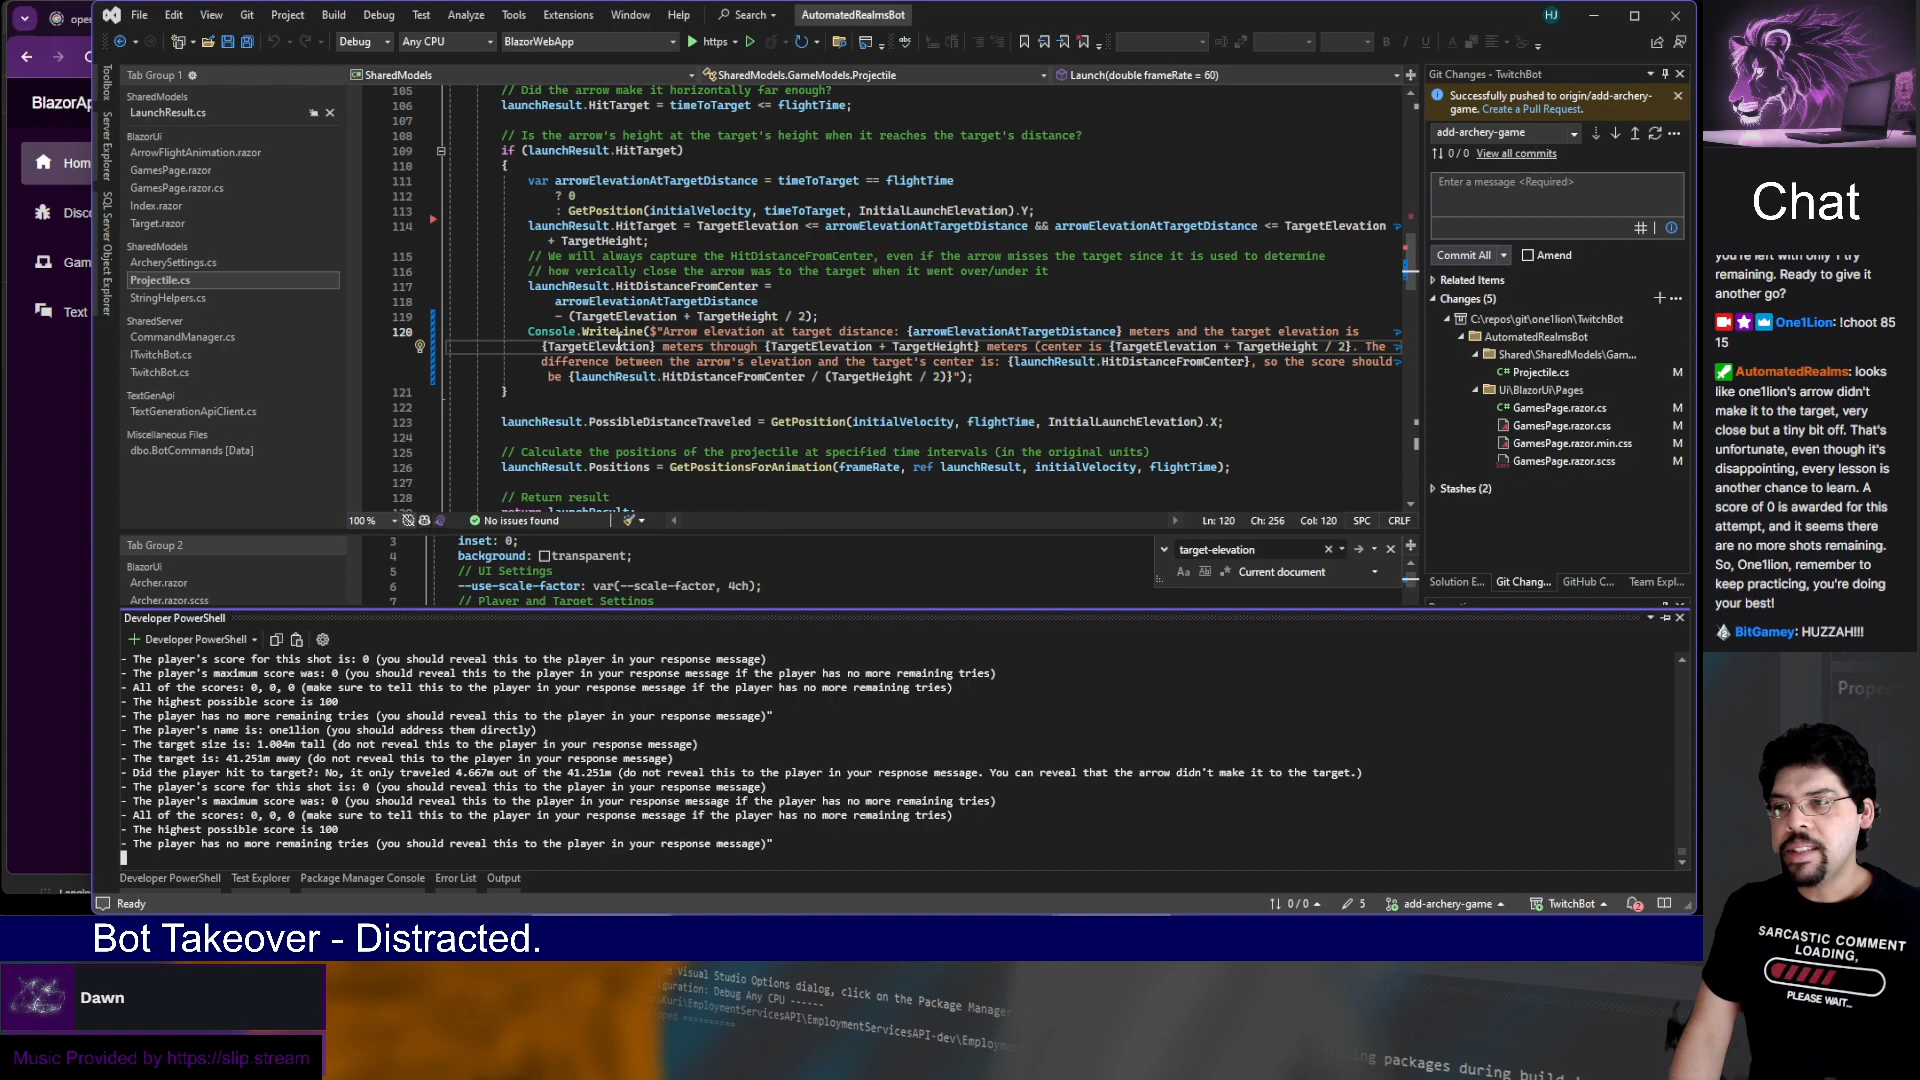 File Edit View Git Project Build Debug Test Analyze Tools Extensions Window Help Search AutomatedRealmsBot HJ
Debug Any CPU BlazorWebApp https
BlazorAp
Home
Disc
Gam
Text
Toolbox
Server Explorer
SQL Server Object Explorer
Tab Group 1
SharedModels
LaunchResult.cs
BlazorUi
ArrowFlightAnimation.razor
GamesPage.razor
GamesPage.razor.cs
Index.razor
Target.razor
SharedModels
ArcherySettings.cs
Projectile.cs
StringHelpers.cs
SharedServer
CommandManager.cs
ITwitchBot.cs
TwitchBot.cs
TextGenApi
TextGenerationApiClient.cs
Miscellaneous Files
dbo.BotCommands [Data]
Tab Group 2
BlazorUi
Archer.razor
Archer.razor.scss
SharedModels SharedModels.GameModels.Projectile Launch(double frameRate = 60)
105 // Did the arrow make it horizontally far enough?
106 launchResult.HitTarget = timeToTarget <= flightTime;
107
108 // Is the arrow's height at the target's height when it reaches the target's distance?
109 if (launchResult.HitTarget)
110 {
111 var arrowElevationAtTargetDistance = timeToTarget == flightTime
112 ? 0
113 : GetPosition(initialVelocity, timeToTarget, InitialLaunchElevation).Y;
114 launchResult.HitTarget = TargetElevation <= arrowElevationAtTargetDistance && arrowElevationAtTargetDistance <= TargetElevation
+ TargetHeight;
115 // We will always capture the HitDistanceFromCenter, even if the arrow misses the target since it is used to determine
116 // how verically close the arrow was to the target when it went over/under it
117 launchResult.HitDistanceFromCenter =
118 arrowElevationAtTargetDistance
119 - (TargetElevation + TargetHeight / 2);
120 Console.WriteLine($"Arrow elevation at target distance: {arrowElevationAtTargetDistance} meters and the target elevation is
{TargetElevation} meters through {TargetElevation + TargetHeight} meters (center is {TargetElevation + TargetHeight / 2}. The
difference between the arrow's elevation and the target's center is: {launchResult.HitDistanceFromCenter}, so the score should
be {launchResult.HitDistanceFromCenter / (TargetHeight / 2)}");
121 }
122
123 launchResult.PossibleDistanceTraveled = GetPosition(initialVelocity, flightTime, InitialLaunchElevation).X;
124
125 // Calculate the positions of the projectile at specified time intervals (in the original units)
126 launchResult.Positions = GetPositionsForAnimation(frameRate, ref launchResult, initialVelocity, flightTime);
127
128 // Return result
100 % No issues found Ln: 120 Ch: 256 Col: 120 SPC CRLF
3 inset: 0;
4 background: transparent;
5 // UI Settings
6 --use-scale-factor: var(--scale-factor, 4ch);
7 // Player and Target Settings
target-elevation
Aa Current document
Developer PowerShell
+ Developer PowerShell
- The player's score for this shot is: 0 (you should reveal this to the player in your response message)
- The player's maximum score was: 0 (you should reveal this to the player in your response message if the player has no more remaining tries)
- All of the scores: 0, 0, 0 (make sure to tell this to the player in your response message if the player has no more remaining tries)
- The highest possible score is 100
- The player has no more remaining tries (you should reveal this to the player in your response message)"
- The player's name is: one1lion (you should address them directly)
- The target size is: 1.004m tall (do not reveal this to the player in your response message)
- The target is: 41.251m away (do not reveal this to the player in your response message)
- Did the player hit to target?: No, it only traveled 4.667m out of the 41.251m (do not reveal this to the player in your respnose message. You can reveal that the arrow didn't make it to the target.)
- The player's score for this shot is: 0 (you should reveal this to the player in your response message)
- The player's maximum score was: 0 (you should reveal this to the player in your response message if the player has no more remaining tries)
- All of the scores: 0, 0, 0 (make sure to tell this to the player in your response message if the player has no more remaining tries)
- The highest possible score is 100
- The player has no more remaining tries (you should reveal this to the player in your response message)"
Developer PowerShell Test Explorer Package Manager Console Error List Output
Ready 0 / 0 5 add-archery-game TwitchBot
Git Changes - TwitchBot
Successfully pushed to origin/add-archery-
game. Create a Pull Request.
add-archery-game
0 / 0 View all commits
Enter a message <Required>
Commit All Amend
Related Items
Changes (5)
C:\repos\git\one1lion\TwitchBot
AutomatedRealmsBot
Shared\SharedModels\Gam...
Projectile.cs M
Ui\BlazorUi\Pages
GamesPage.razor.cs M
GamesPage.razor.css M
GamesPage.razor.min.css M
GamesPage.razor.scss M
Stashes (2)
Solution E... Git Chang... GitHub C... Team Expl...
Chat
you're left with only 1 try
remaining. Ready to give it
another go?
One1Lion: !choot 85
15
AutomatedRealms: looks
like one1lion's arrow didn't
make it to the target, very
close but a tiny bit off. That's
unfortunate, even though it's
disappointing, every lesson is
another chance to learn. A
score of 0 is awarded for this
attempt, and it seems there
are no more shots remaining.
So, One1lion, remember to
keep practicing, you're doing
your best!
BitGamey: HUZZAH!!!
SARCASTIC COMMENT
LOADING,
PLEASE WAIT...
Bot Takeover - Distracted.
Dawn
Music Provided by https://slip.stream
Visual Studio Options dialog, click on the Package Manager
iguration: Debug Any CPU ------